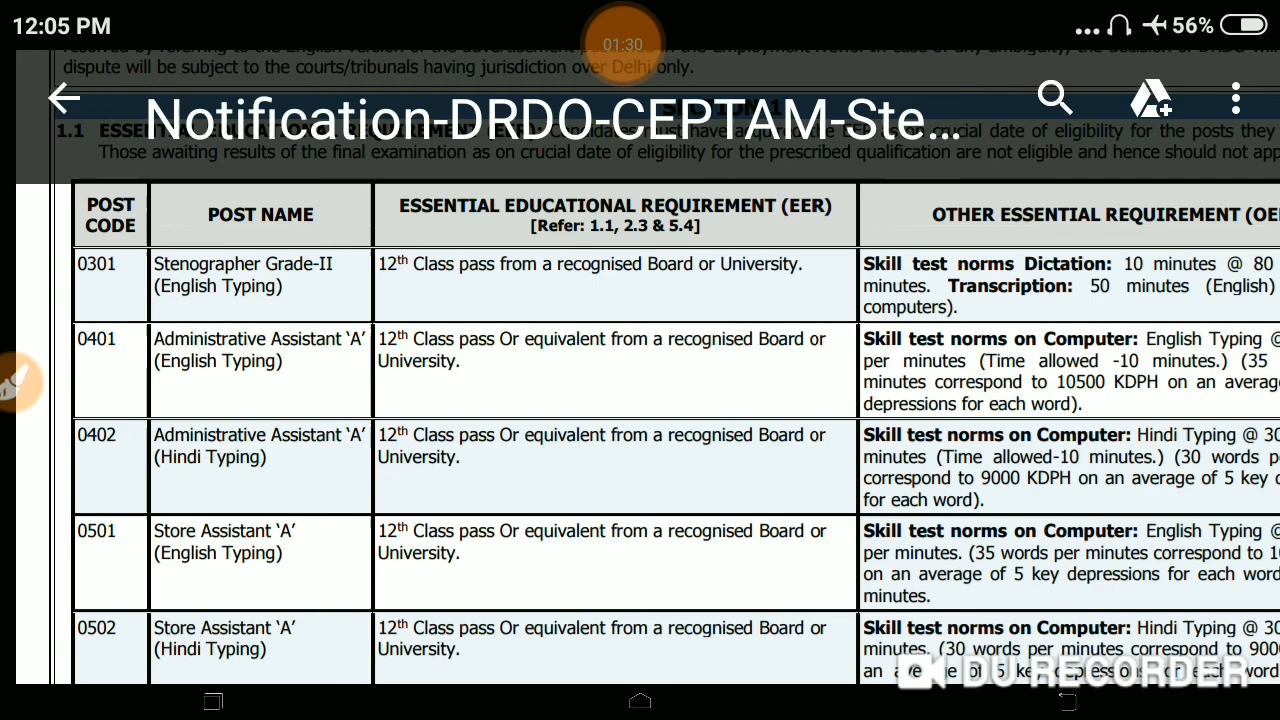 12:05 PM
56%
01:30
dispute will be subject to the courts/tribunals having jurisdiction over Delhi only.
Notification-DRDO-CEPTAM-Ste...
1.1
Those awaiting results of the final examination as on crucial date of eligibility for the prescribed qualification are not eligible and hence should not app
POST CODE
POST NAME
ESSENTIAL EDUCATIONAL REQUIREMENT (EER)
[Refer: 1.1, 2.3 & 5.4]
OTHER ESSENTIAL REQUIREMENT (OE
0301
Stenographer Grade-II
(English Typing)
12th Class pass from a recognised Board or University.
Skill test norms Dictation: 10 minutes @ 80
minutes. Transcription: 50 minutes (English)
computers).
0401
Administrative Assistant ‘A’
(English Typing)
12th Class pass Or equivalent from a recognised Board or
University.
Skill test norms on Computer: English Typing @
per minutes (Time allowed -10 minutes.) (35
minutes correspond to 10500 KDPH on an average
depressions for each word).
0402
Administrative Assistant ‘A’
(Hindi Typing)
12th Class pass Or equivalent from a recognised Board or
University.
Skill test norms on Computer: Hindi Typing @ 30
minutes (Time allowed-10 minutes.) (30 words p
correspond to 9000 KDPH on an average of 5 key
for each word).
0501
Store Assistant ‘A’
(English Typing)
12th Class pass Or equivalent from a recognised Board or
University.
Skill test norms on Computer: English Typing @
per minutes. (35 words per minutes correspond to 10
on an average of 5 key depressions for each word
minutes.
0502
Store Assistant ‘A’
(Hindi Typing)
12th Class pass Or equivalent from a recognised Board or
University.
Skill test norms on Computer: Hindi Typing @ 30
minutes. (30 words per minutes correspond to 900
an average of 5 key depressions for each word
DU RECORDER